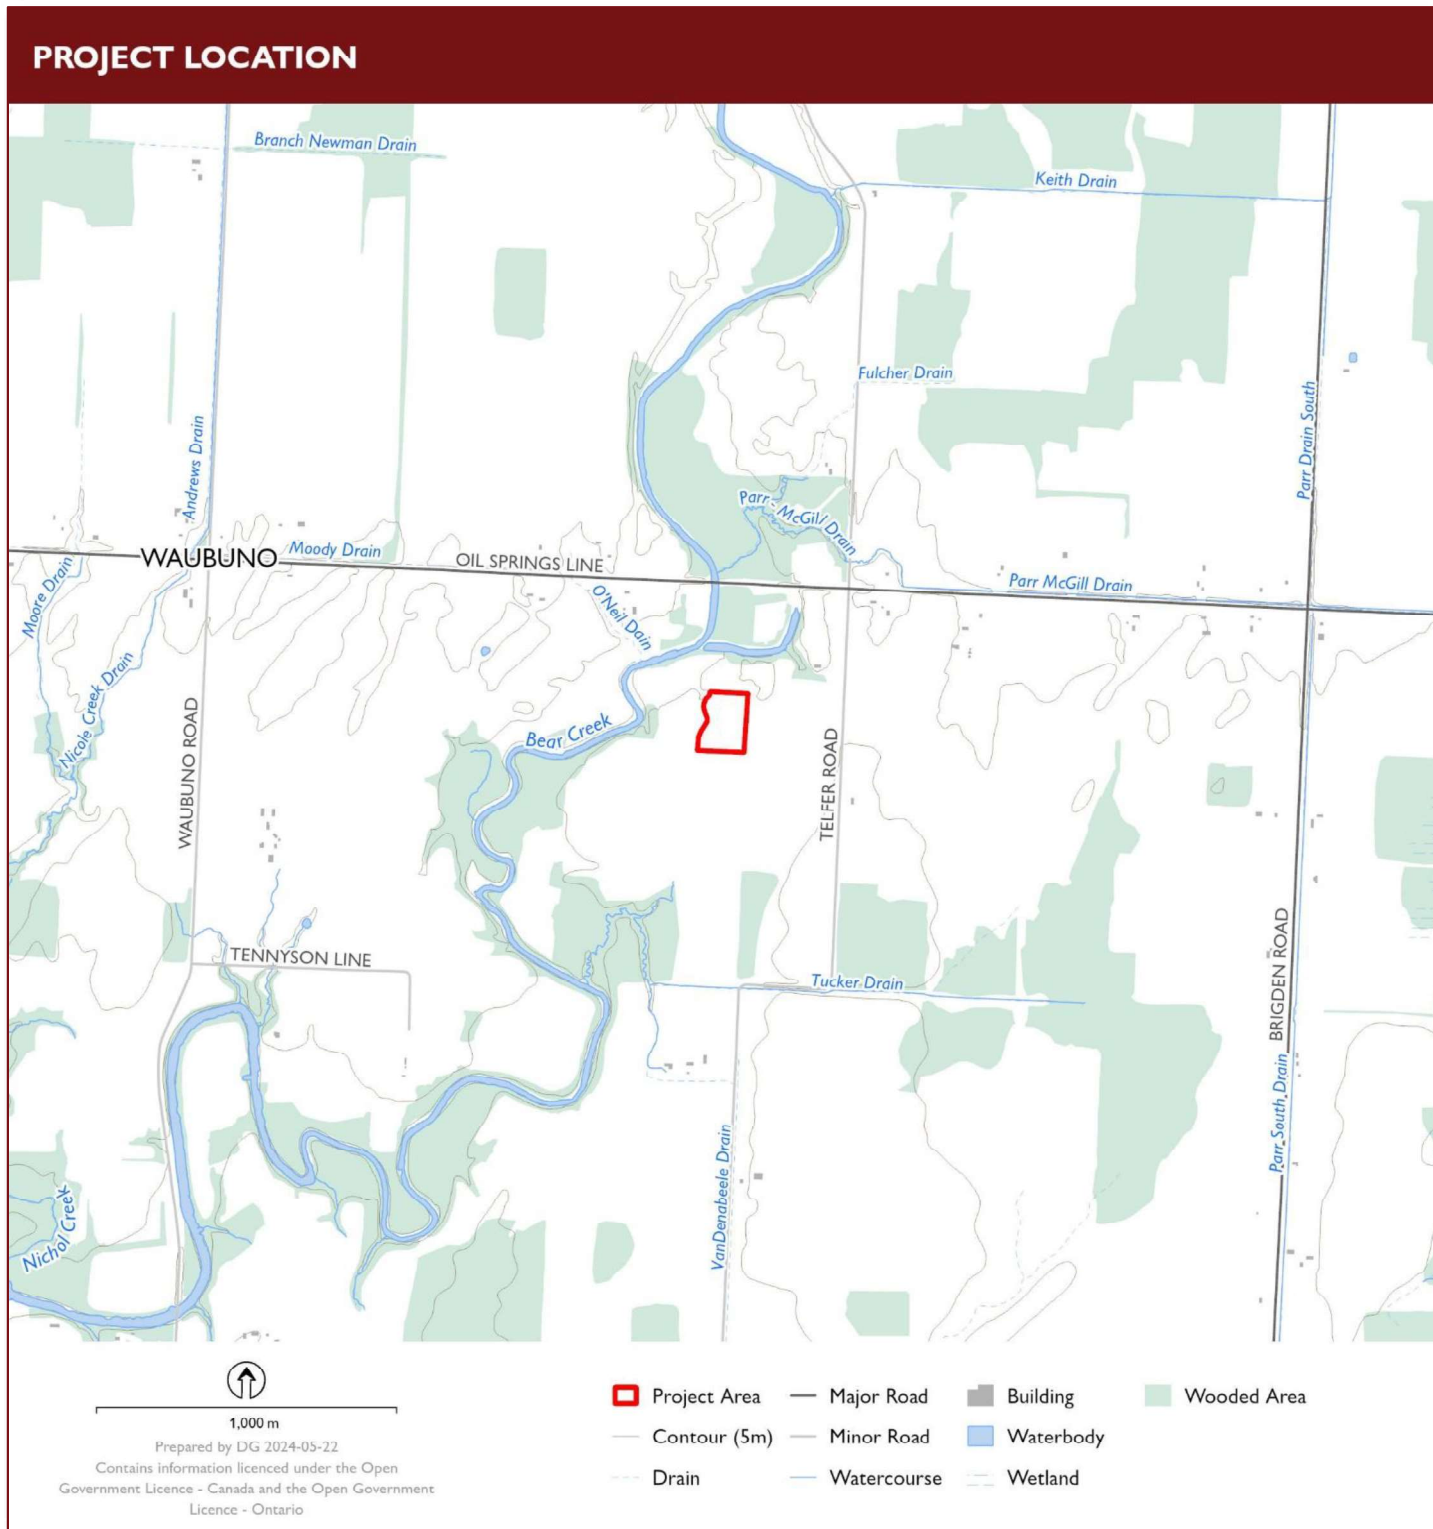 PROJECT LOCATION
Branch Newman Drain
Keith Drain
Fulcher Drain
Parr Drain South
Andrews Drain
Parr - McGill Drain
WAUBUNO
Moody Drain
OIL SPRINGS LINE
Parr McGill Drain
Moore Drain
O'Neil Dain
Nicole Creek Drain
WAUBUNO ROAD
Bear Creek
TELFER ROAD
BRIGDEN ROAD
TENNYSON LINE
Tucker Drain
Parr South Drain
VanDenabeele Drain
Nichol Creek
1,000 m
Prepared by DG 2024-05-22
Contains information licenced under the Open
Government Licence - Canada and the Open Government
Licence - Ontario
Project Area
Major Road
Building
Wooded Area
Contour (5m)
Minor Road
Waterbody
Drain
Watercourse
Wetland